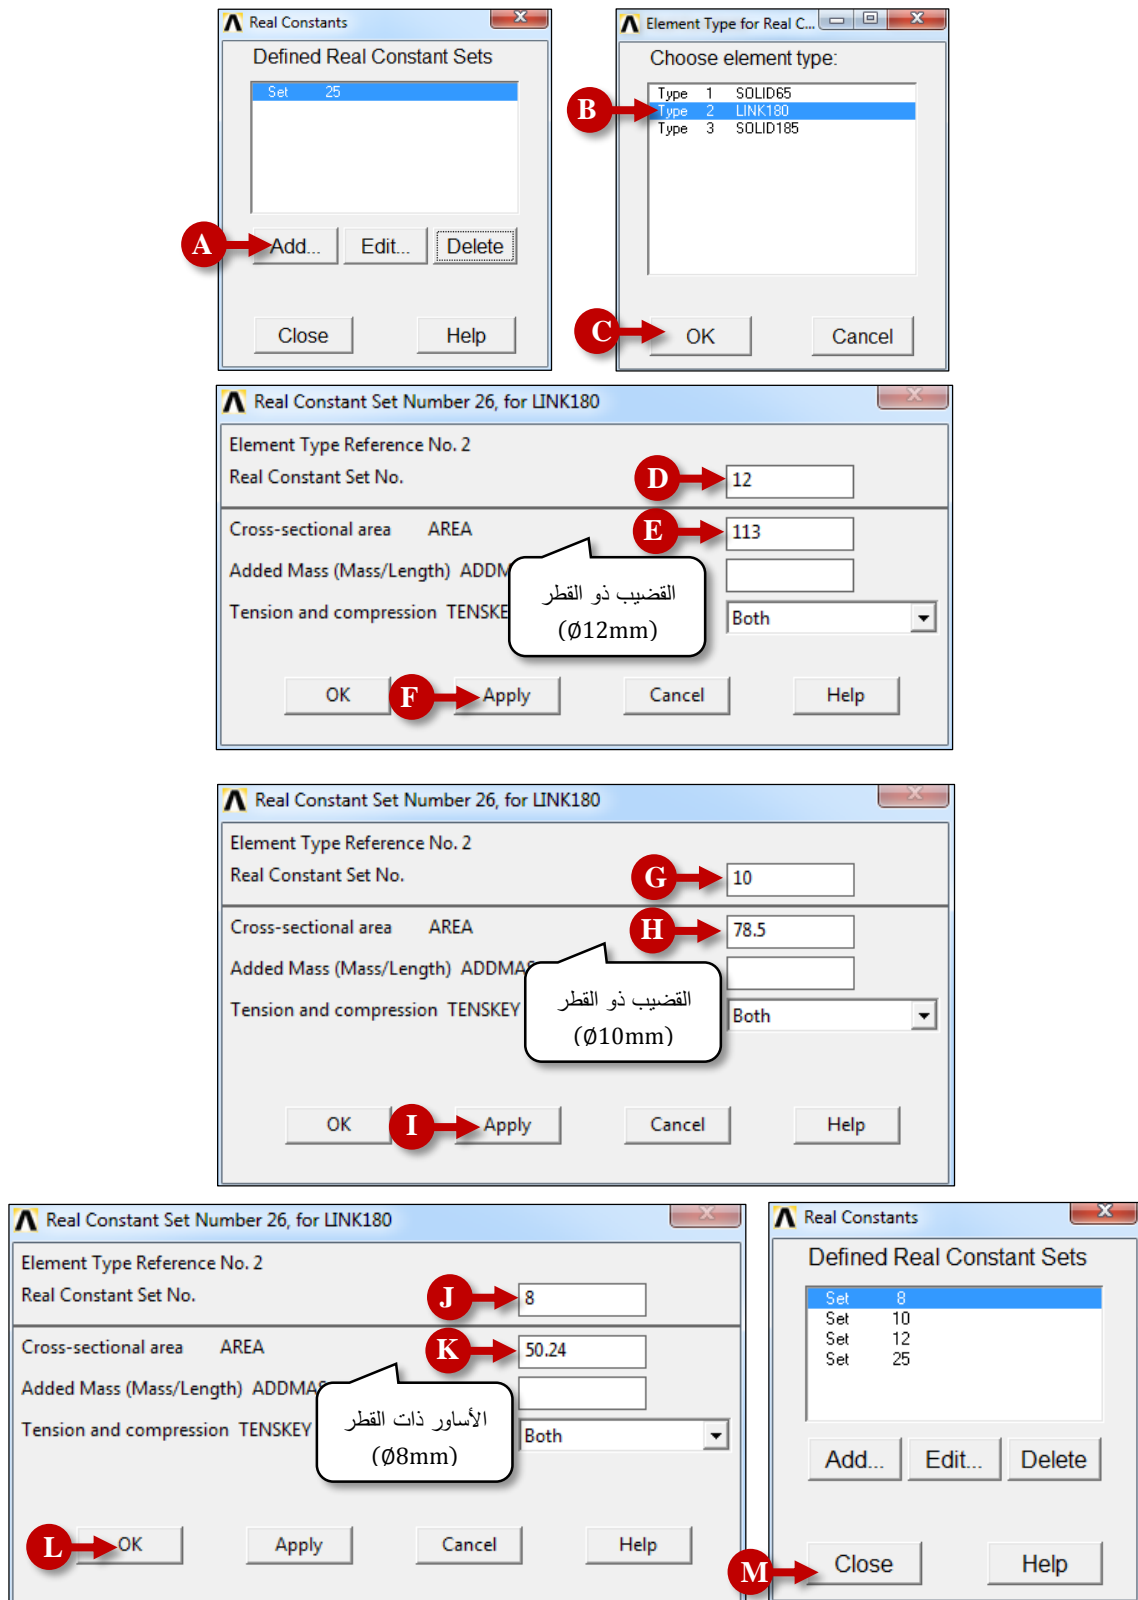 Real Constants
Defined Real Constant Sets
Set 25
A
Add...
Edit...
Delete
Close
Help
Element Type for Real C...
Choose element type:
Type 1 SOLID65
B
Type 2 LINK180
Type 3 SOLID185
C
OK
Cancel
Real Constant Set Number 26, for LINK180
Element Type Reference No. 2
Real Constant Set No.
D
12
Cross-sectional area AREA
E
113
Added Mass (Mass/Length) ADDM
Tension and compression TENSKE
Both
القضيب ذو القطر
(Ø12mm)
OK
F
Apply
Cancel
Help
Real Constant Set Number 26, for LINK180
Element Type Reference No. 2
Real Constant Set No.
G
10
Cross-sectional area AREA
H
78.5
Added Mass (Mass/Length) ADDMAS
Tension and compression TENSKEY
Both
القضيب ذو القطر
(Ø10mm)
OK
I
Apply
Cancel
Help
Real Constant Set Number 26, for LINK180
Element Type Reference No. 2
Real Constant Set No.
J
8
Cross-sectional area AREA
K
50.24
Added Mass (Mass/Length) ADDMAS
Tension and compression TENSKEY
Both
الأساور ذات القطر
(Ø8mm)
L
OK
Apply
Cancel
Help
Real Constants
Defined Real Constant Sets
Set 8
Set 10
Set 12
Set 25
Add...
Edit...
Delete
M
Close
Help